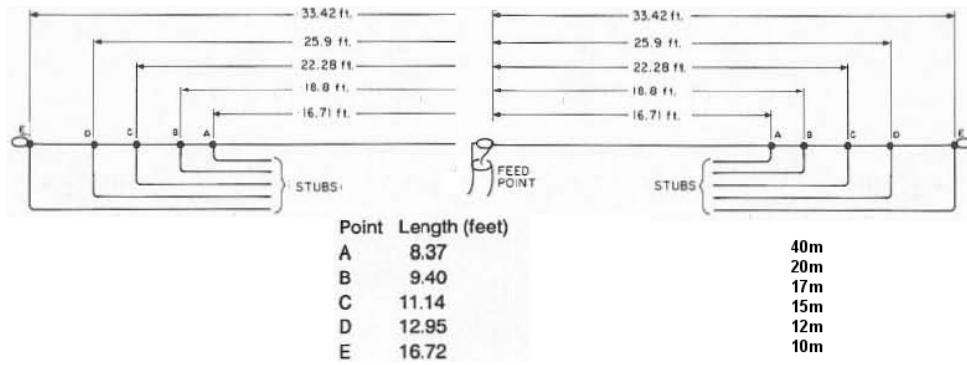 33.42 ft. 33.42 ft.
25.9 ft. 25.9 ft.
22.28 ft. 22.28 ft.
18.8 ft. 18.8 ft.
16.71 ft. 16.71 ft.
E D C B A A B C D E
FEED
POINT
STUBS STUBS
Point Length (feet)
A 8.37
B 9.40
C 11.14
D 12.95
E 16.72
40m
20m
17m
15m
12m
10m